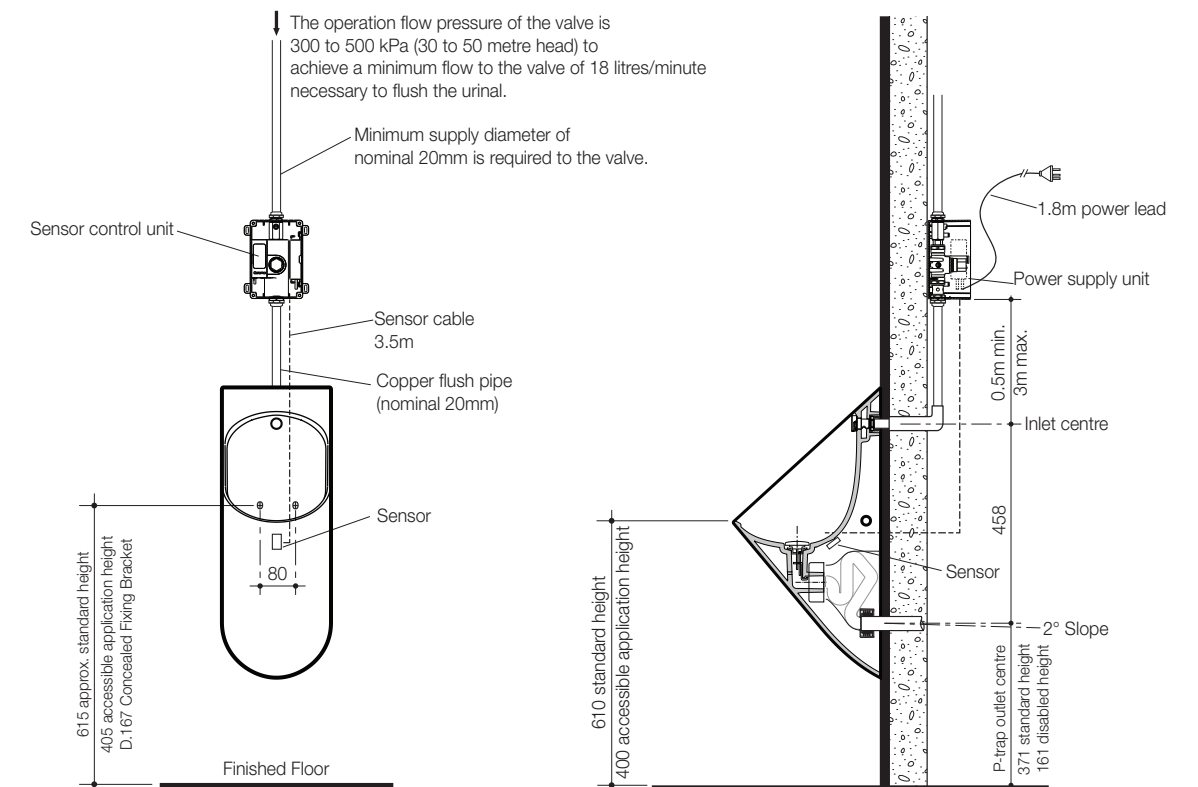 The operation flow pressure of the valve is
300 to 500 kPa (30 to 50 metre head) to
achieve a minimum flow to the valve of 18 litres/minute
necessary to flush the urinal.
Minimum supply diameter of
nominal 20mm is required to the valve.
Sensor control unit
Sensor cable
3.5m
Copper flush pipe
(nominal 20mm)
Sensor
80
615 approx. standard height
405 accessible application height
D.167 Concealed Fixing Bracket
Finished Floor
1.8m power lead
Power supply unit
0.5m min.
3m max.
Inlet centre
458
Sensor
2° Slope
610 standard height
400 accessible application height
P-trap outlet centre
371 standard height
161 disabled height